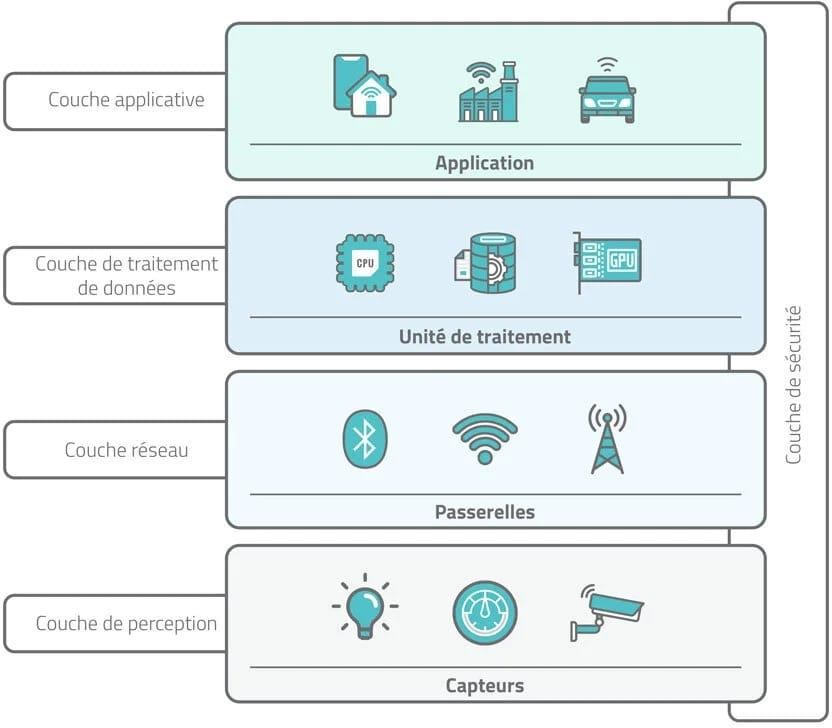 Couche applicative
Application
Couche de traitement
de données
CPU
GPU
Unité de traitement
Couche réseau
Passerelles
Couche de perception
Capteurs
Couche de sécurité